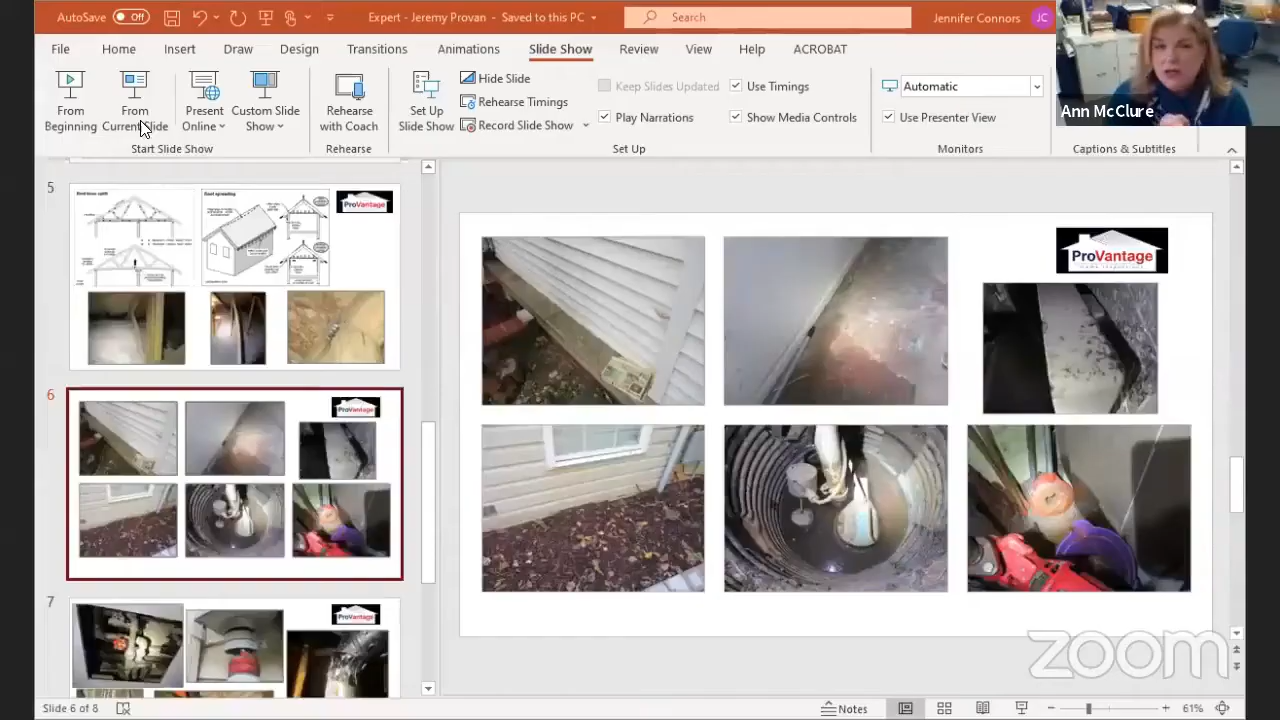 AutoSave Off
Expert - Jeremy Provan - Saved to this PC
Search
Jennifer Connors JC
File Home Insert Draw Design Transitions Animations Slide Show Review View Help ACROBAT
From Beginning
From Current Slide
Present Online
Custom Slide Show
Start Slide Show
Rehearse with Coach
Rehearse
Set Up Slide Show
Hide Slide
Rehearse Timings
Record Slide Show
Keep Slides Updated
Play Narrations
Use Timings
Show Media Controls
Set Up
Automatic
Use Presenter View
Monitors
Captions & Subtitles
Ann McClure
5
ProVantage
6
ProVantage
7
ProVantage
ProVantage
zoom
Slide 6 of 8
Notes
61%